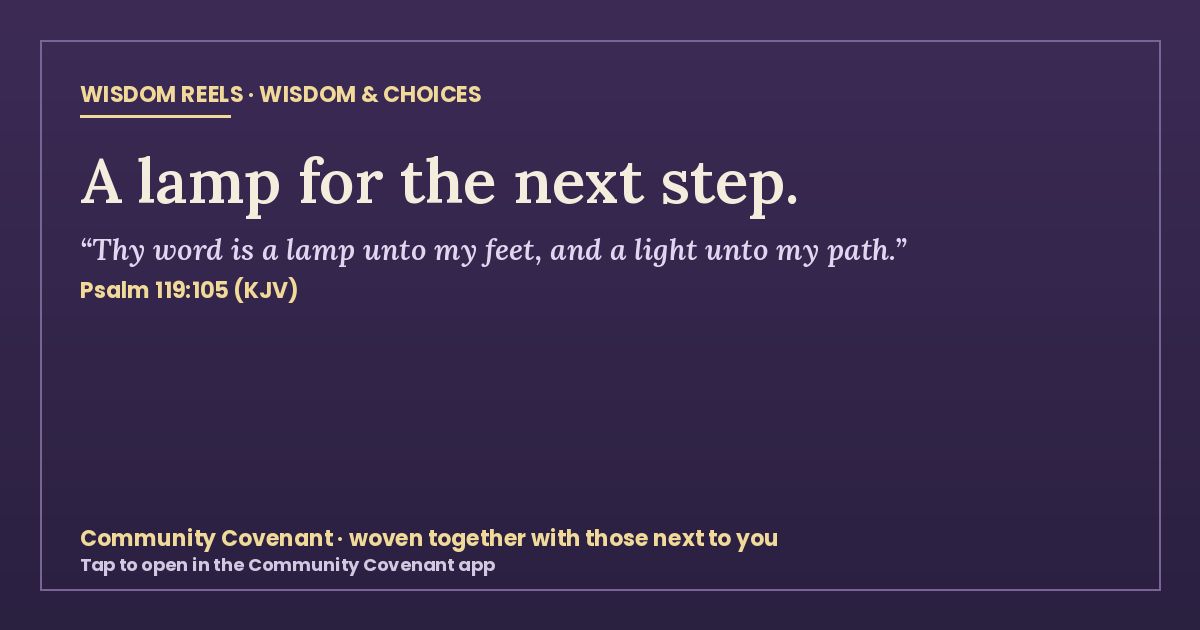 WISDOM REELS · WISDOM & CHOICES
A lamp for the next step.
“Thy word is a lamp unto my feet, and a light unto my path.”
Psalm 119:105 (KJV)
Community Covenant · woven together with those next to you
Tap to open in the Community Covenant app